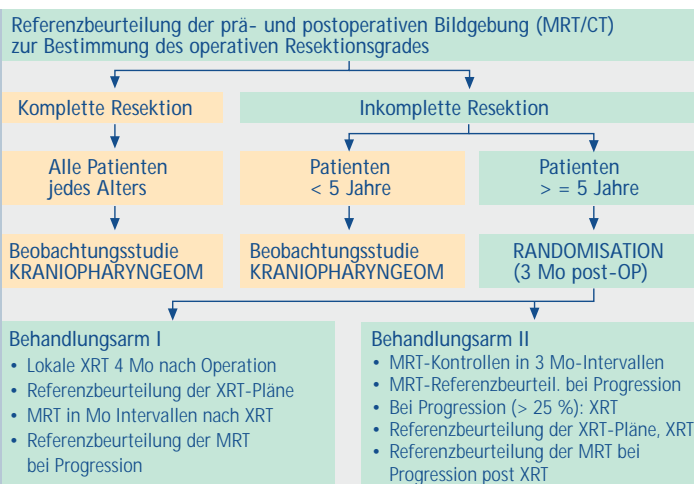 Referenzbeurteilung der prä- und postoperativen Bildgebung (MRT/CT)
zur Bestimmung des operativen Resektionsgrades
Komplette Resektion
Inkomplette Resektion
Alle Patienten
jedes Alters
Patienten
< 5 Jahre
Patienten
> = 5 Jahre
Beobachtungsstudie
KRANIOPHARYNGEOM
Beobachtungsstudie
KRANIOPHARYNGEOM
RANDOMISATION
(3 Mo post-OP)
Behandlungsarm I
• Lokale XRT 4 Mo nach Operation
• Referenzbeurteilung der XRT-Pläne
• MRT in Mo Intervallen nach XRT
• Referenzbeurteilung der MRT
bei Progression
Behandlungsarm II
• MRT-Kontrollen in 3 Mo-Intervallen
• MRT-Referenzbeurteil. bei Progression
• Bei Progression (> 25 %): XRT
• Referenzbeurteilung der XRT-Pläne, XRT
• Referenzbeurteilung der MRT bei
Progression post XRT